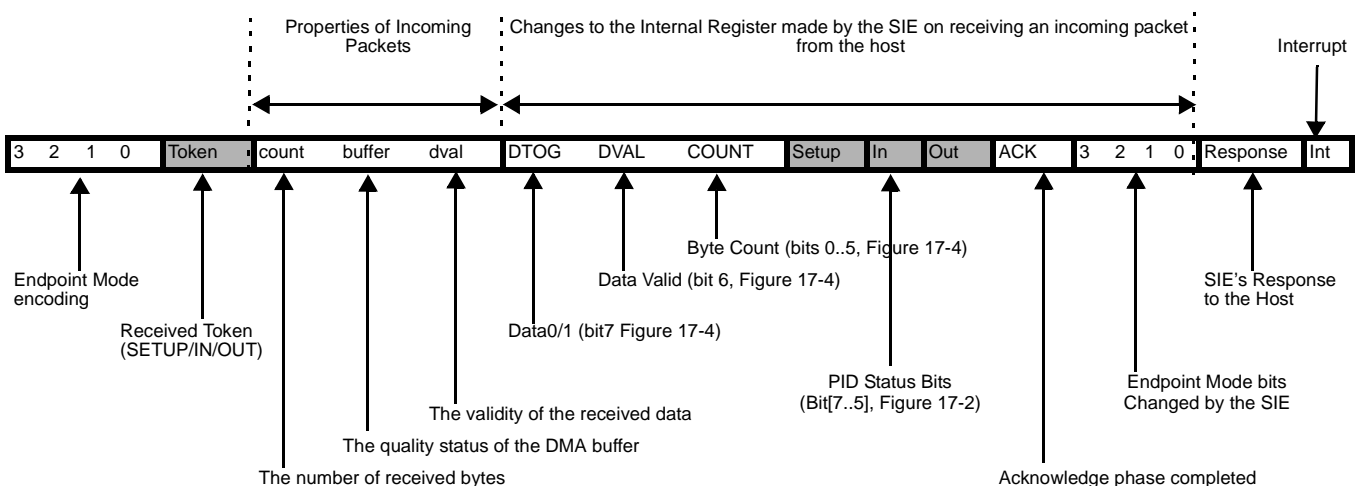 Properties of Incoming
Packets
Changes to the Internal Register made by the SIE on receiving an incoming packet
from the host
Interrupt
3 2 1 0 Token count buffer dval DTOG DVAL COUNT Setup In Out ACK 3 2 1 0 Response Int
Byte Count (bits 0..5, Figure 17-4)
Endpoint Mode
encoding
Data Valid (bit 6, Figure 17-4)
SIE's Response
to the Host
Received Token
(SETUP/IN/OUT)
Data0/1 (bit7 Figure 17-4)
PID Status Bits
(Bit[7..5], Figure 17-2)
Endpoint Mode bits
Changed by the SIE
The validity of the received data
The quality status of the DMA buffer
The number of received bytes
Acknowledge phase completed